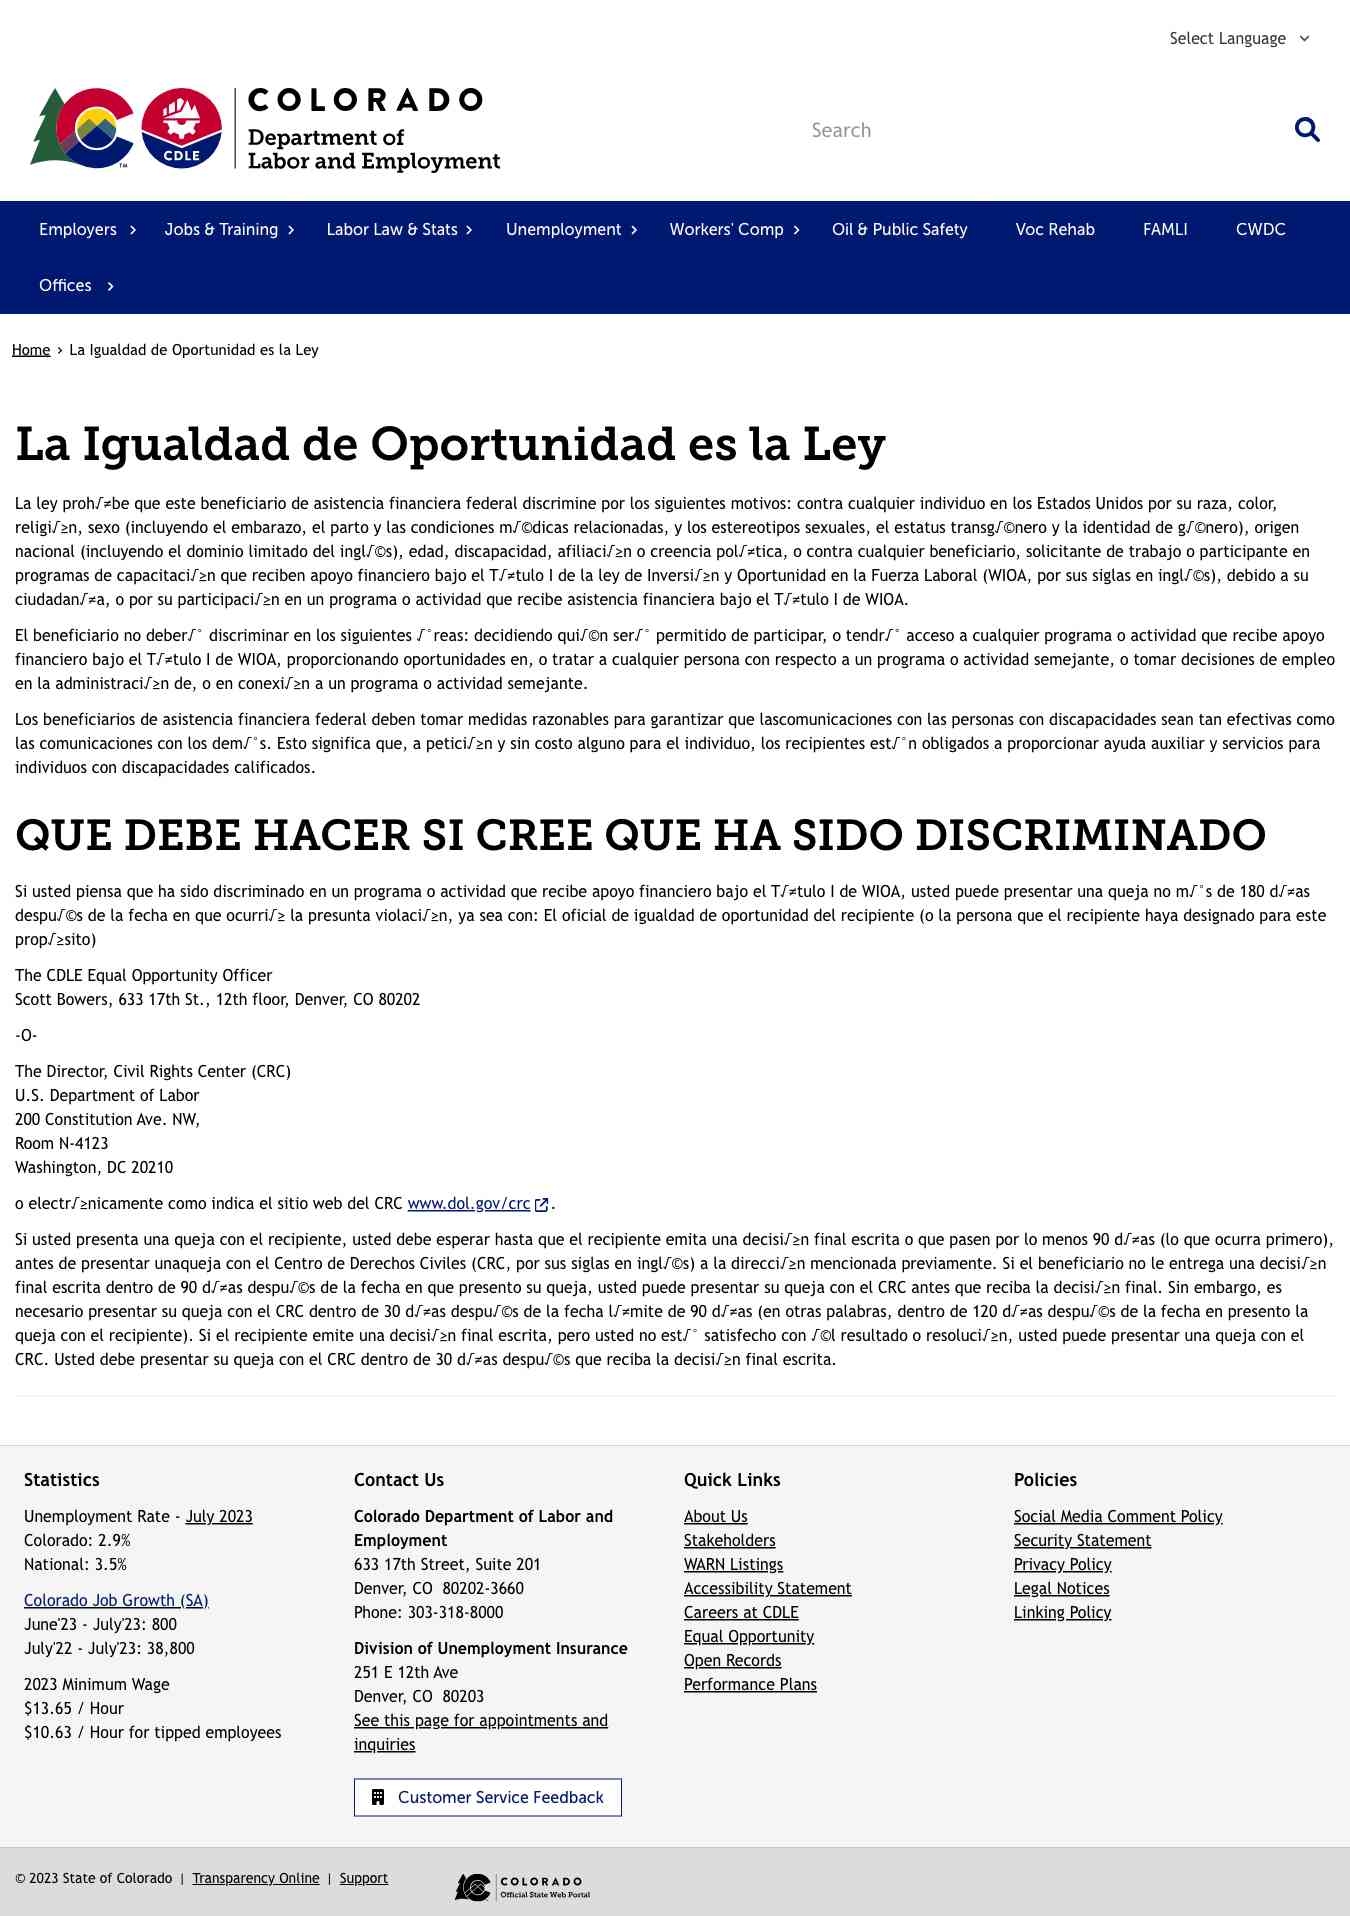 Select Language
COLORADO
Department of
Labor and Employment
CDLE
TM
Search
Employers Jobs & Training Labor Law & Stats Unemployment Workers' Comp Oil & Public Safety Voc Rehab FAMLI CWDC
Offices
Home › La Igualdad de Oportunidad es la Ley
La Igualdad de Oportunidad es la Ley
La ley proh√≠be que este beneficiario de asistencia financiera federal discrimine por los siguientes motivos: contra cualquier individuo en los Estados Unidos por su raza, color,
religi√≥n, sexo (incluyendo el embarazo, el parto y las condiciones m√©dicas relacionadas, y los estereotipos sexuales, el estatus transg√©nero y la identidad de g√©nero), origen
nacional (incluyendo el dominio limitado del ingl√©s), edad, discapacidad, afiliaci√≥n o creencia pol√≠tica, o contra cualquier beneficiario, solicitante de trabajo o participante en
programas de capacitaci√≥n que reciben apoyo financiero bajo el T√≠tulo I de la ley de Inversi√≥n y Oportunidad en la Fuerza Laboral (WIOA, por sus siglas en ingl√©s), debido a su
ciudadan√≠a, o por su participaci√≥n en un programa o actividad que recibe asistencia financiera bajo el T√≠tulo I de WIOA.
El beneficiario no deber√° discriminar en los siguientes √°reas: decidiendo qui√©n ser√° permitido de participar, o tendr√° acceso a cualquier programa o actividad que recibe apoyo
financiero bajo el T√≠tulo I de WIOA, proporcionando oportunidades en, o tratar a cualquier persona con respecto a un programa o actividad semejante, o tomar decisiones de empleo
en la administraci√≥n de, o en conexi√≥n a un programa o actividad semejante.
Los beneficiarios de asistencia financiera federal deben tomar medidas razonables para garantizar que lascomunicaciones con las personas con discapacidades sean tan efectivas como
las comunicaciones con los dem√°s. Esto significa que, a petici√≥n y sin costo alguno para el individuo, los recipientes est√°n obligados a proporcionar ayuda auxiliar y servicios para
individuos con discapacidades calificados.
QUE DEBE HACER SI CREE QUE HA SIDO DISCRIMINADO
Si usted piensa que ha sido discriminado en un programa o actividad que recibe apoyo financiero bajo el T√≠tulo I de WIOA, usted puede presentar una queja no m√°s de 180 d√≠as
despu√©s de la fecha en que ocurri√≥ la presunta violaci√≥n, ya sea con: El oficial de igualdad de oportunidad del recipiente (o la persona que el recipiente haya designado para este
prop√≥sito)
The CDLE Equal Opportunity Officer
Scott Bowers, 633 17th St., 12th floor, Denver, CO 80202
-O-
The Director, Civil Rights Center (CRC)
U.S. Department of Labor
200 Constitution Ave. NW,
Room N-4123
Washington, DC 20210
o electr√≥nicamente como indica el sitio web del CRC www.dol.gov/crc .
Si usted presenta una queja con el recipiente, usted debe esperar hasta que el recipiente emita una decisi√≥n final escrita o que pasen por lo menos 90 d√≠as (lo que ocurra primero),
antes de presentar unaqueja con el Centro de Derechos Civiles (CRC, por sus siglas en ingl√©s) a la direcci√≥n mencionada previamente. Si el beneficiario no le entrega una decisi√≥n
final escrita dentro de 90 d√≠as despu√©s de la fecha en que presento su queja, usted puede presentar su queja con el CRC antes que reciba la decisi√≥n final. Sin embargo, es
necesario presentar su queja con el CRC dentro de 30 d√≠as despu√©s de la fecha l√≠mite de 90 d√≠as (en otras palabras, dentro de 120 d√≠as despu√©s de la fecha en presento la
queja con el recipiente). Si el recipiente emite una decisi√≥n final escrita, pero usted no est√° satisfecho con √©l resultado o resoluci√≥n, usted puede presentar una queja con el
CRC. Usted debe presentar su queja con el CRC dentro de 30 d√≠as despu√©s que reciba la decisi√≥n final escrita.
Statistics
Unemployment Rate - July 2023
Colorado: 2.9%
National: 3.5%
Colorado Job Growth (SA)
June'23 - July'23: 800
July'22 - July'23: 38,800
2023 Minimum Wage
$13.65 / Hour
$10.63 / Hour for tipped employees
Contact Us
Colorado Department of Labor and
Employment
633 17th Street, Suite 201
Denver, CO 80202-3660
Phone: 303-318-8000
Division of Unemployment Insurance
251 E 12th Ave
Denver, CO 80203
See this page for appointments and
inquiries
Customer Service Feedback
Quick Links
About Us
Stakeholders
WARN Listings
Accessibility Statement
Careers at CDLE
Equal Opportunity
Open Records
Performance Plans
Policies
Social Media Comment Policy
Security Statement
Privacy Policy
Legal Notices
Linking Policy
© 2023 State of Colorado | Transparency Online | Support
COLORADO
Official State Web Portal